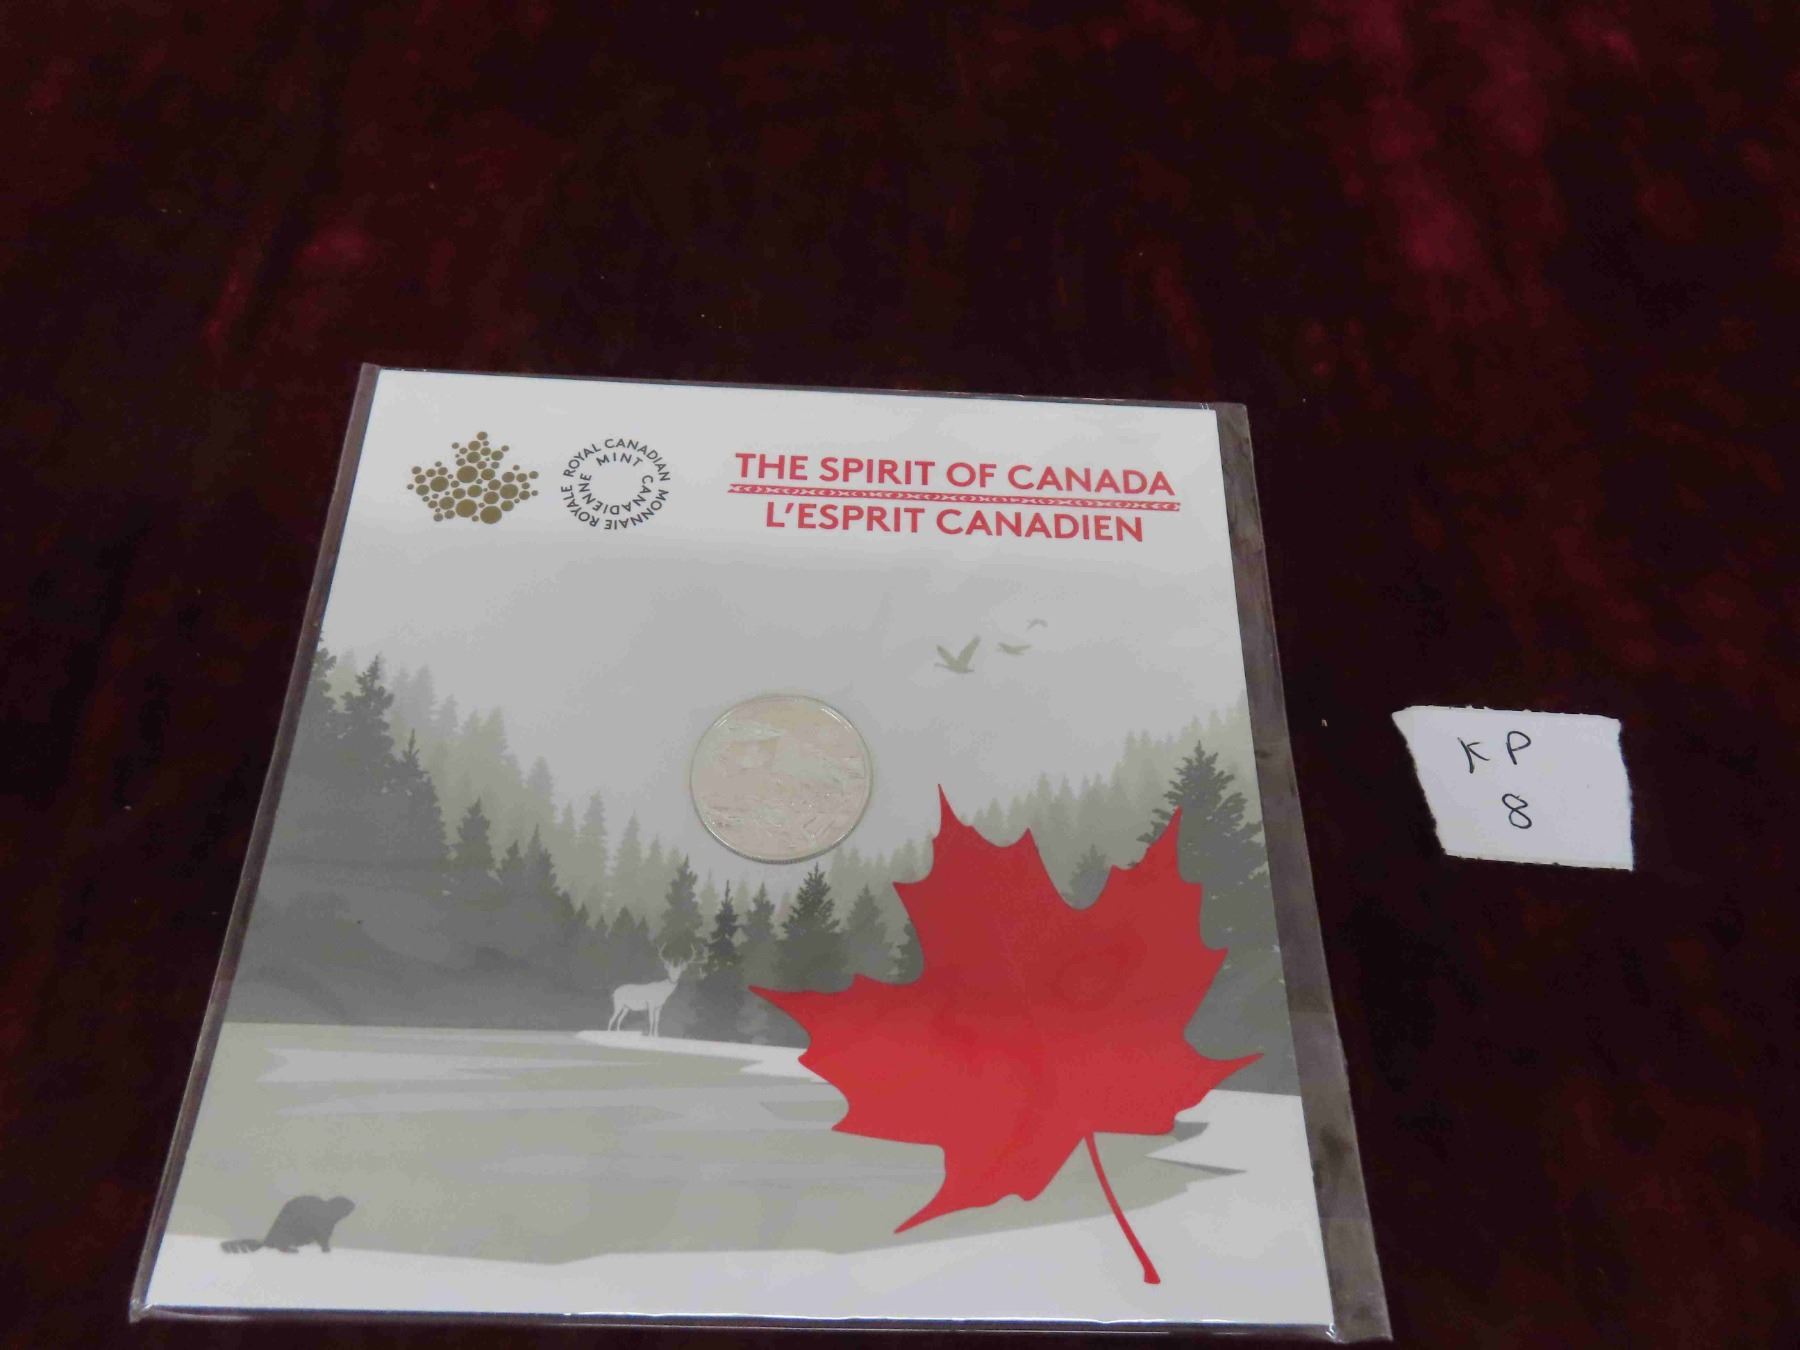 ROYAL CANADIAN MINT
MONNAIE ROYALE CANADIENNE
THE SPIRIT OF CANADA
L'ESPRIT CANADIEN
KP
8